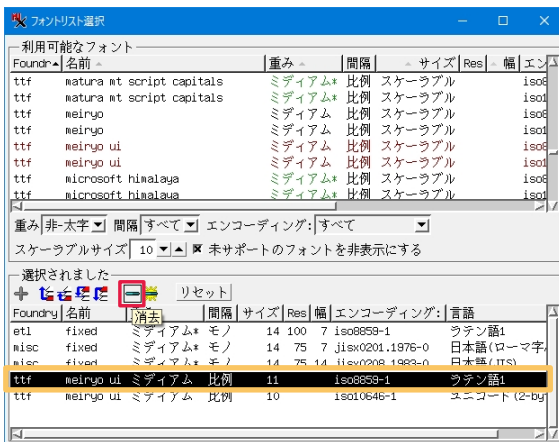 フォントリスト選択
利用可能なフォント
Foundr 名前 重み 間隔 サイズ Res 幅 エン
ttf matura mt script capitals ミディアム* 比例 スケーラブル iso8
ttf matura mt script capitals ミディアム* 比例 スケーラブル iso1
ttf meiryo ミディアム 比例 スケーラブル iso8
ttf meiryo ミディアム 比例 スケーラブル iso1
ttf meiryo ui ミディアム 比例 スケーラブル iso8
ttf meiryo ui ミディアム 比例 スケーラブル iso1
ttf microsoft himalaya ミディアム* 比例 スケーラブル iso8
ttf microsoft himalaya ミディアム* 比例 スケーラブル iso1
重み 非-太字 間隔 すべて エンコーディング: すべて
スケーラブルサイズ 10 未サポートのフォントを非表示にする
選択されました
リセット
Foundry 名前 間隔 サイズ Res 幅 エンコーディング: 言語
消去
etl fixed ミディアム* モノ 14 100 7 iso8859-1 ラテン語1
misc fixed ミディアム* モノ 14 75 7 jisx0201.1976-0 日本語(ローマ字/
misc fixed ミディアム* モノ 14 75 14 jisx0208.1983-0 日本語(JIS)
ttf meiryo ui ミディアム 比例 11 iso8859-1 ラテン語1
ttf meiryo ui ミディアム 比例 10 iso10646-1 ユニコード(2-by